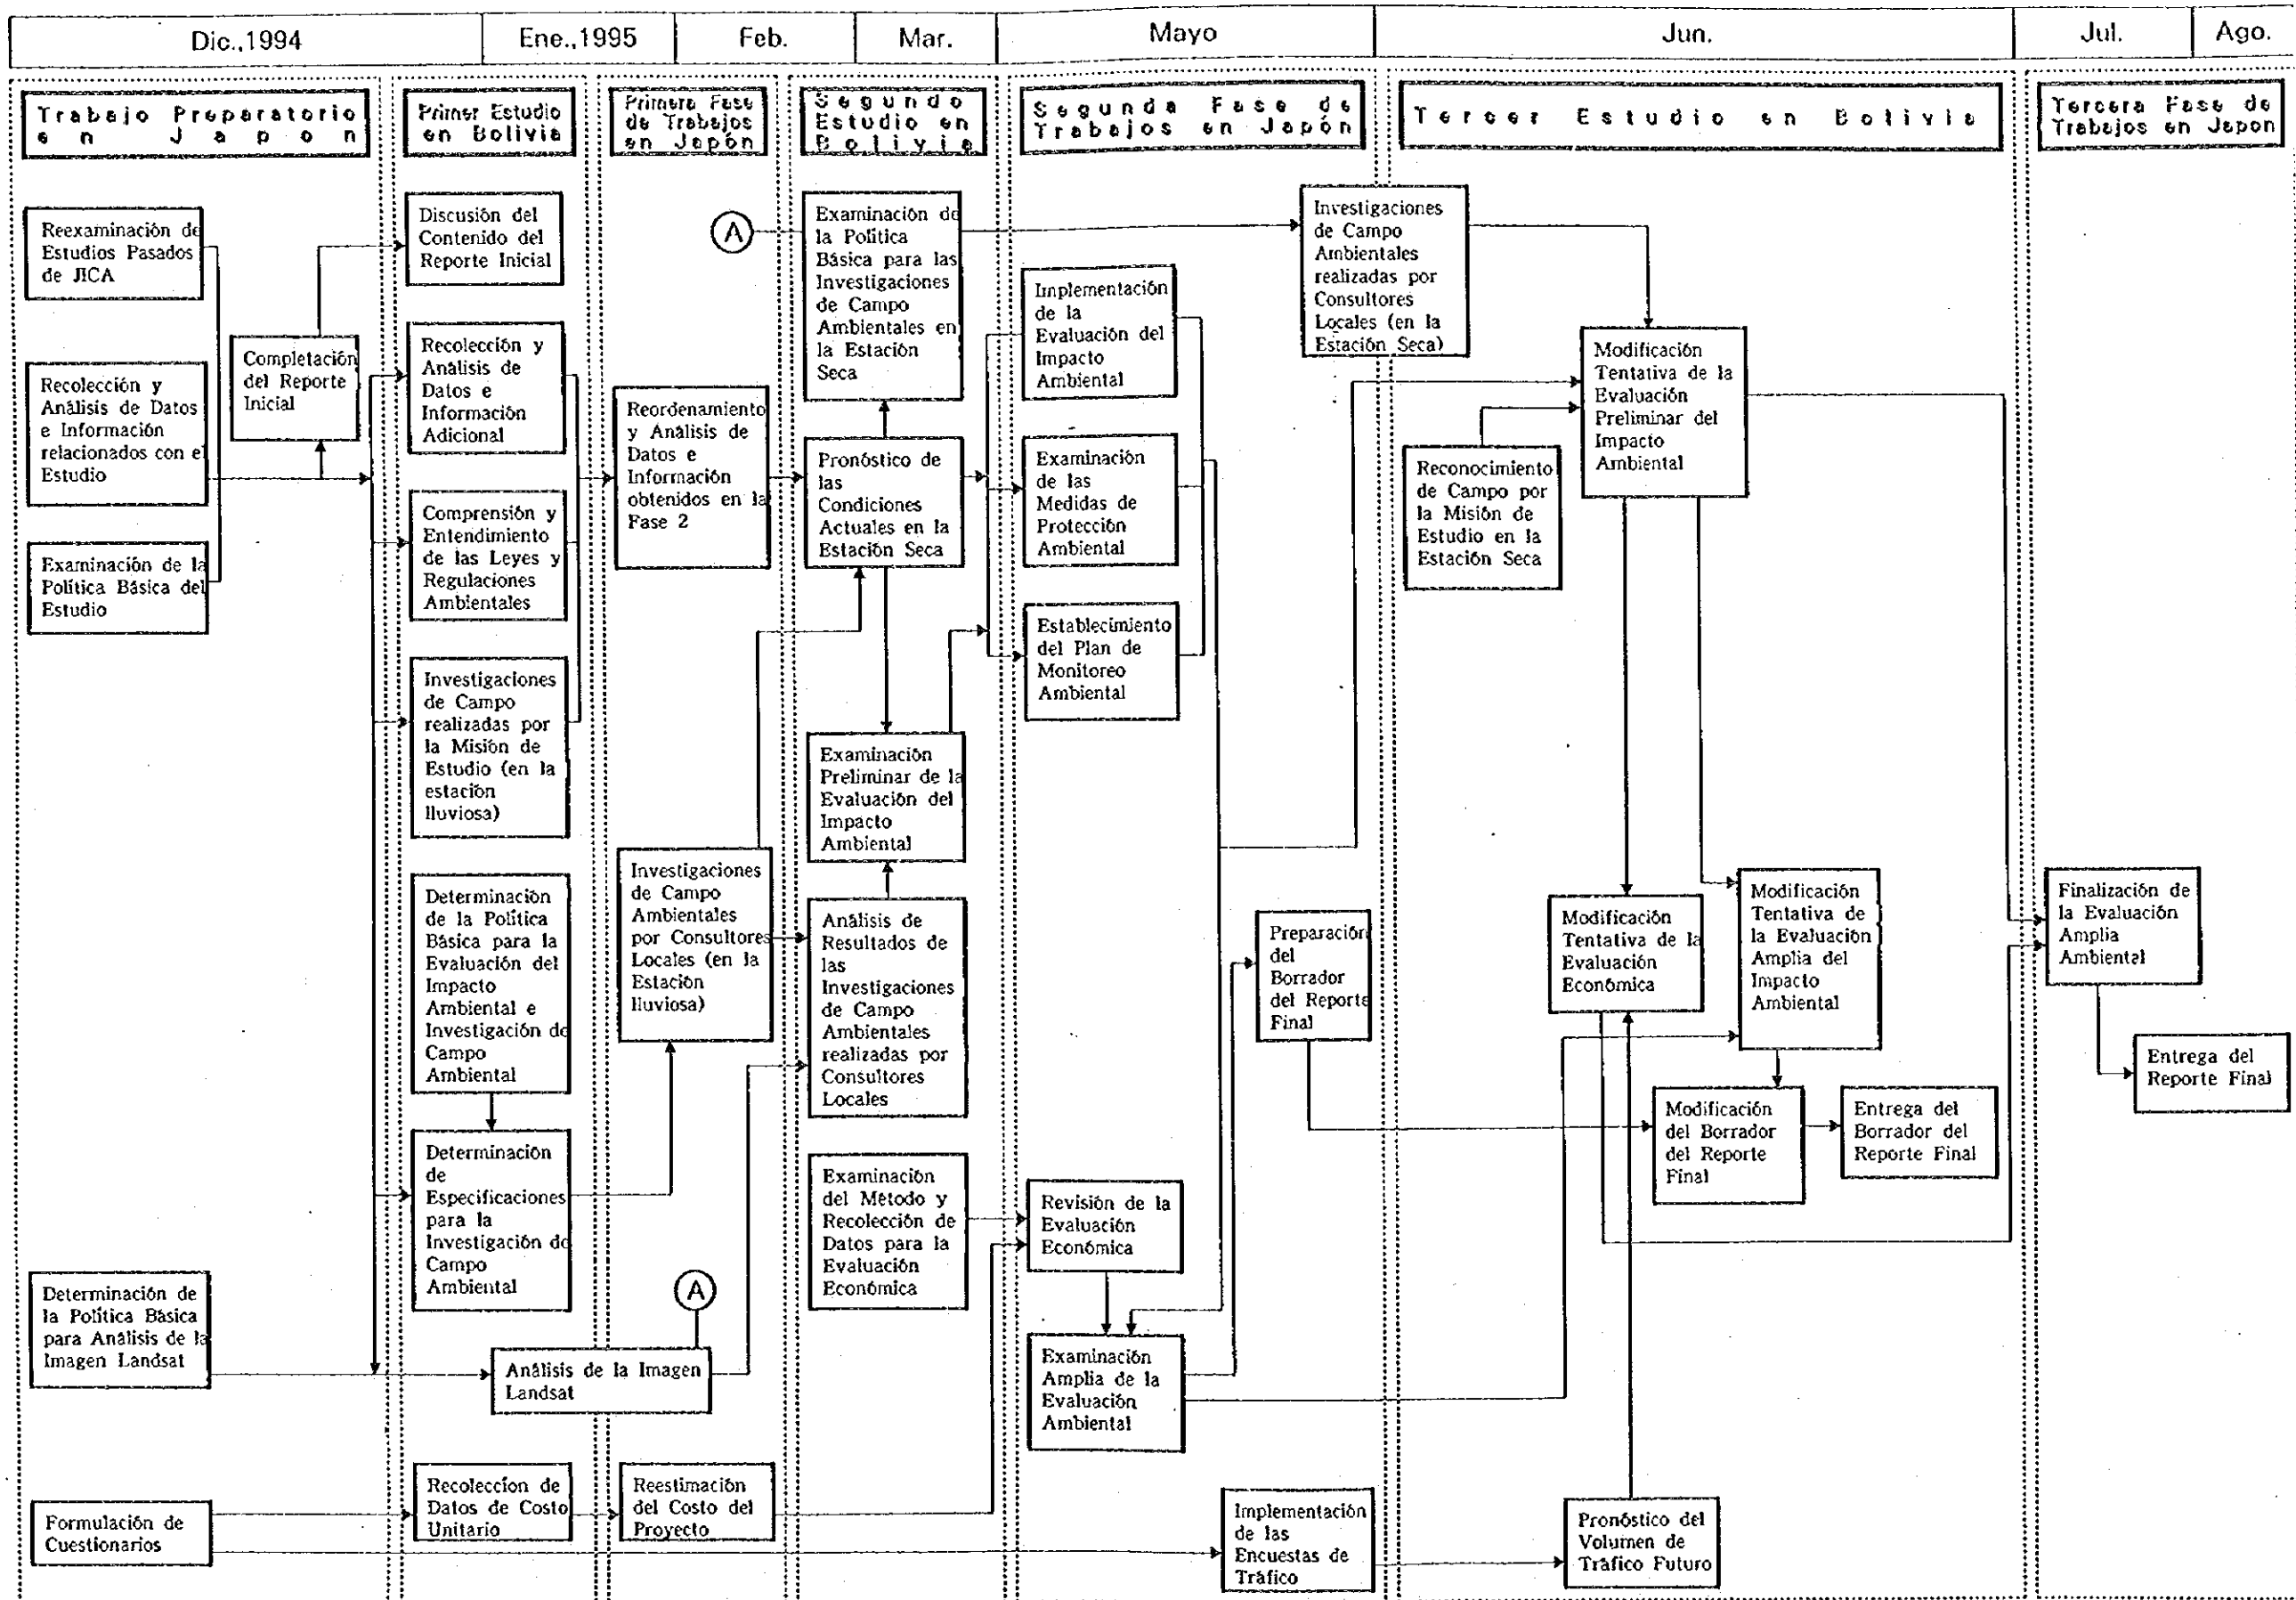 Dic.,1994
Ene.,1995
Feb.
Mar.
Mayo
Jun.
Jul.
Ago.
Trabajo Preparatorio
en Japon
Primer Estudio
en Bolivia
Primera Fase
de Trabajos
en Japón
Segundo
Estudio en
Bolivia
Segunda Fase de
Trabajos en Japón
Tercer Estudio en Bolivia
Tercera Fase de
Trabajos en Japon
Reexaminación de
Estudios Pasados
de JICA
Recolección y
Análisis de Datos
e Información
relacionados con el
Estudio
Examinación de la
Política Básica del
Estudio
Completación
del Reporte
Inicial
Determinación de
la Política Básica
para Análisis de la
Imagen Landsat
Formulación de
Cuestionarios
Discusión del
Contenido del
Reporte Inicial
Recolección y
Análisis de
Datos e
Información
Adicional
Comprensión y
Entendimiento
de las Leyes y
Regulaciones
Ambientales
Investigaciones
de Campo
realizadas por
la Misión de
Estudio (en la
estación
lluviosa)
Determinación
de la Política
Básica para la
Evaluación del
Impacto
Ambiental e
Investigación de
Campo
Ambiental
Determinación
de
Especificaciones
para la
Investigación de
Campo
Ambiental
Análisis de la Imagen
Landsat
A
Recolección de
Datos de Costo
Unitario
A
Reordenamiento
y Análisis de
Datos e
Información
obtenidos en la
Fase 2
Investigaciones
de Campo
Ambientales
por Consultores
Locales (en la
Estación
lluviosa)
Reestimación
del Costo del
Proyecto
Examinación de
la Política
Básica para las
Investigaciones
de Campo
Ambientales en
la Estación
Seca
Pronóstico de
las
Condiciones
Actuales en la
Estación Seca
Examinación
Preliminar de la
Evaluación del
Impacto
Ambiental
Análisis de
Resultados de
las
Investigaciones
de Campo
Ambientales
realizadas por
Consultores
Locales
Examinación
del Método y
Recolección de
Datos para la
Evaluación
Económica
Implementación
de la
Evaluación del
Impacto
Ambiental
Examinación
de las
Medidas de
Protección
Ambiental
Establecimiento
del Plan de
Monitoreo
Ambiental
Revisión de la
Evaluación
Económica
Examinación
Amplia de la
Evaluación
Ambiental
Preparación
del
Borrador
del Reporte
Final
Implementación
de las
Encuestas de
Tráfico
Investigaciones
de Campo
Ambientales
realizadas por
Consultores
Locales (en la
Estación Seca)
Reconocimiento
de Campo por
la Misión de
Estudio en la
Estación Seca
Modificación
Tentativa de la
Evaluación
Preliminar del
Impacto
Ambiental
Modificación
Tentativa de la
Evaluación
Económica
Modificación
Tentativa de
la Evaluación
Amplia del
Impacto
Ambiental
Modificación
del Borrador
del Reporte
Final
Entrega del
Borrador del
Reporte Final
Pronóstico del
Volumen de
Tráfico Futuro
Finalización de
la Evaluación
Amplia
Ambiental
Entrega del
Reporte Final